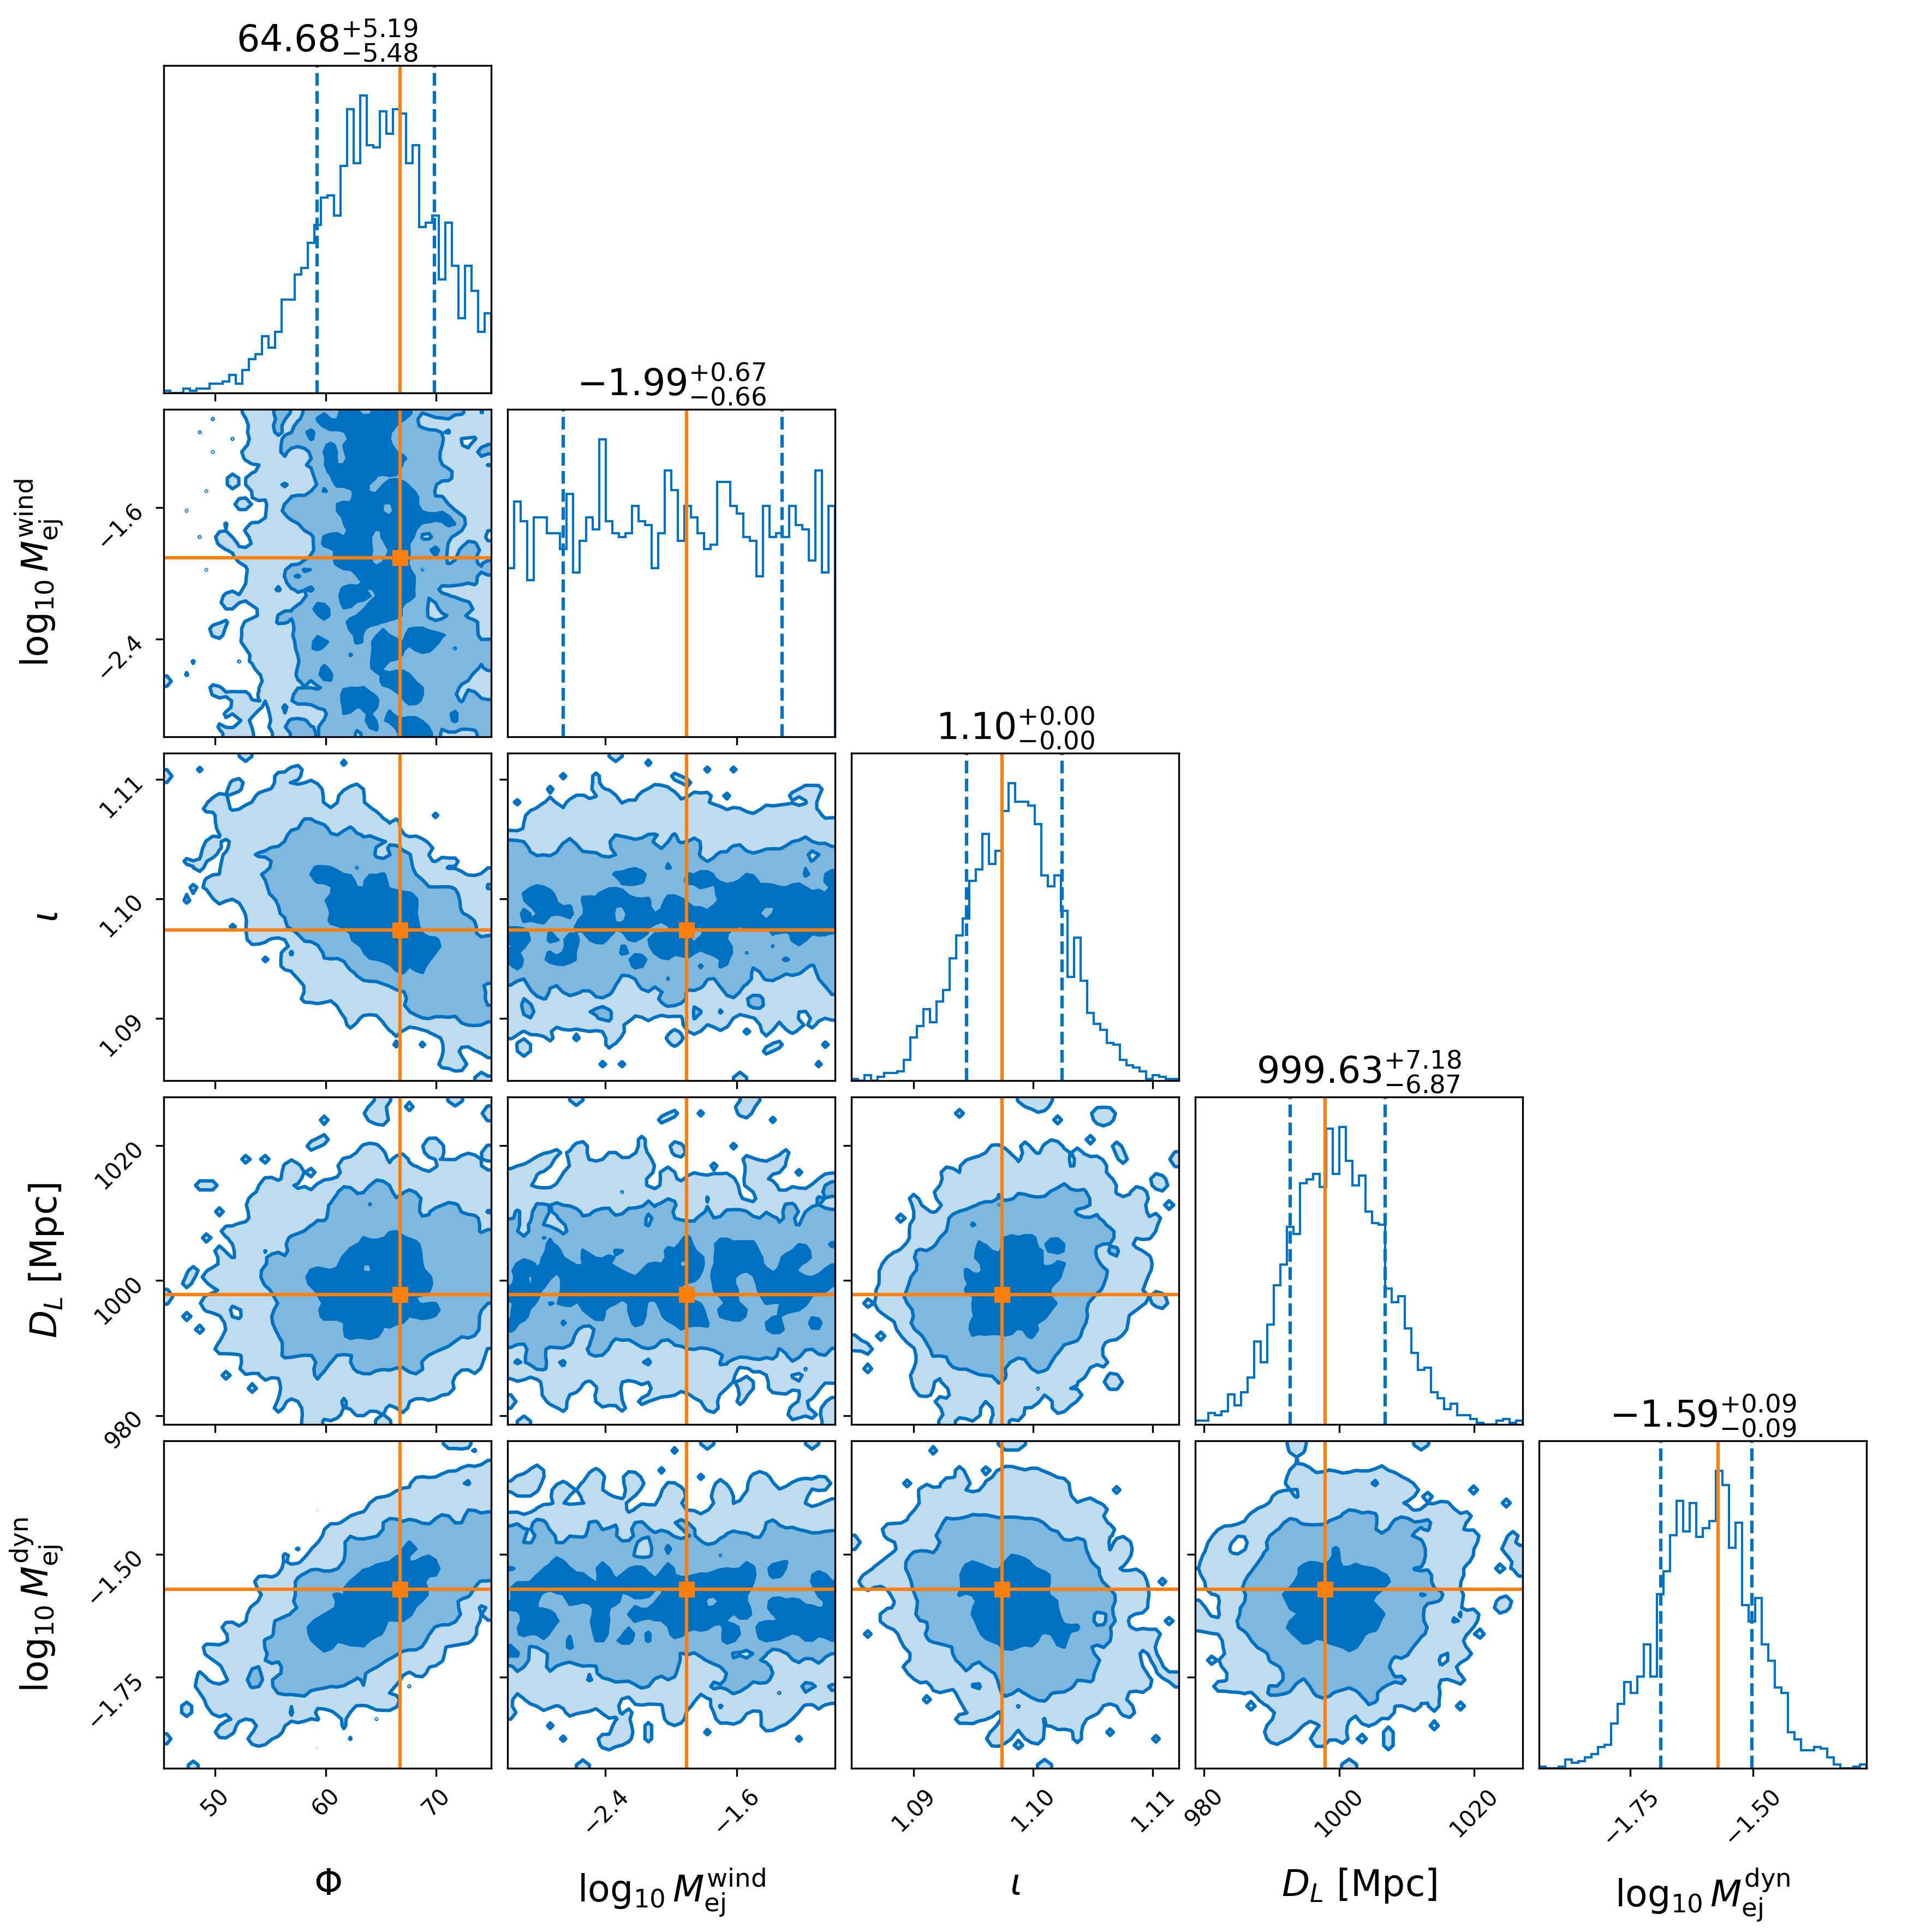 64.68+5.19−5.48
−1.99+0.67−0.66
log10 Mejwind
−1.6
−2.4
1.10+0.00−0.00
ι
1.11
1.10
1.09
999.63+7.18−6.87
DL [Mpc]
1020
1000
980
−1.59+0.09−0.09
log10 Mejdyn
−1.50
−1.75
50 60 70 −2.4 −1.6 1.09 1.10 1.11 980 1000 1020 −1.75 −1.50
Φ log10 Mejwind ι DL [Mpc] log10 Mejdyn